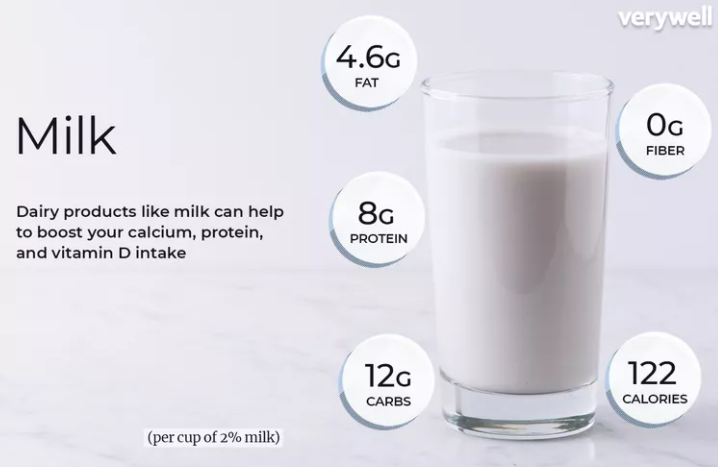 verywell
Milk
Dairy products like milk can help
to boost your calcium, protein,
and vitamin D intake
4.6G
FAT
0G
FIBER
8G
PROTEIN
12G
CARBS
122
CALORIES
(per cup of 2% milk)